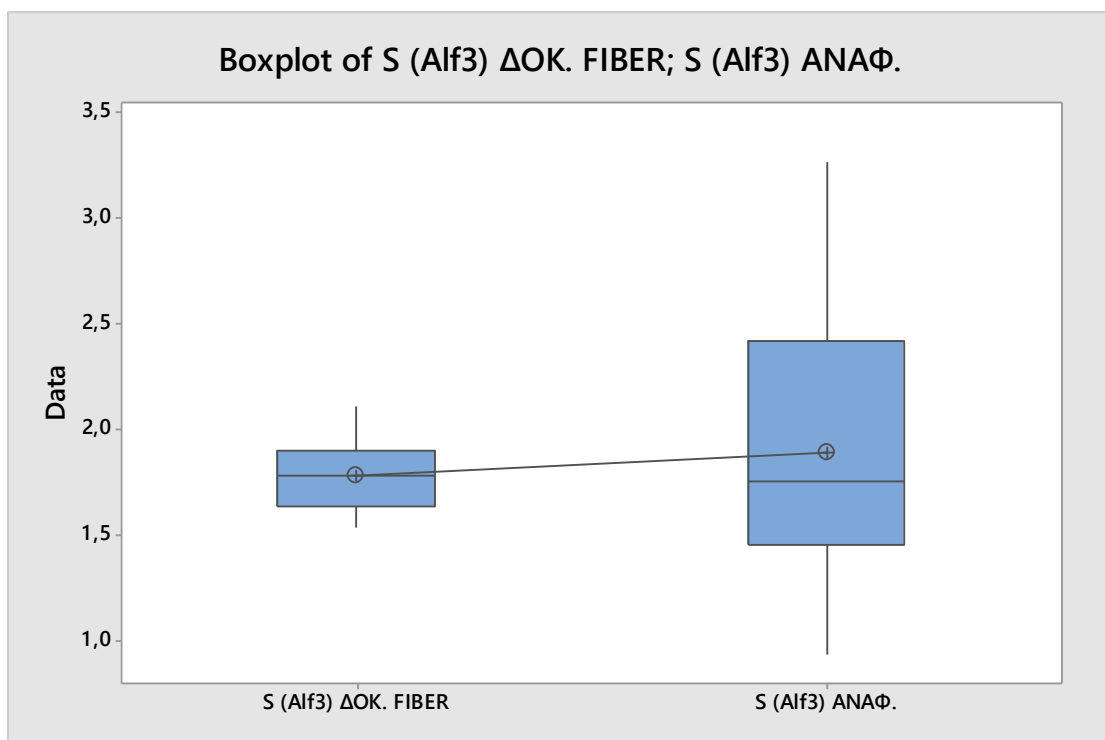 Boxplot of S (Alf3) ΔΟΚ. FIBER; S (Alf3) ΑΝΑΦ.
3,5
3,0
2,5
2,0
1,5
1,0
Data
S (Alf3) ΔΟΚ. FIBER
S (Alf3) ΑΝΑΦ.